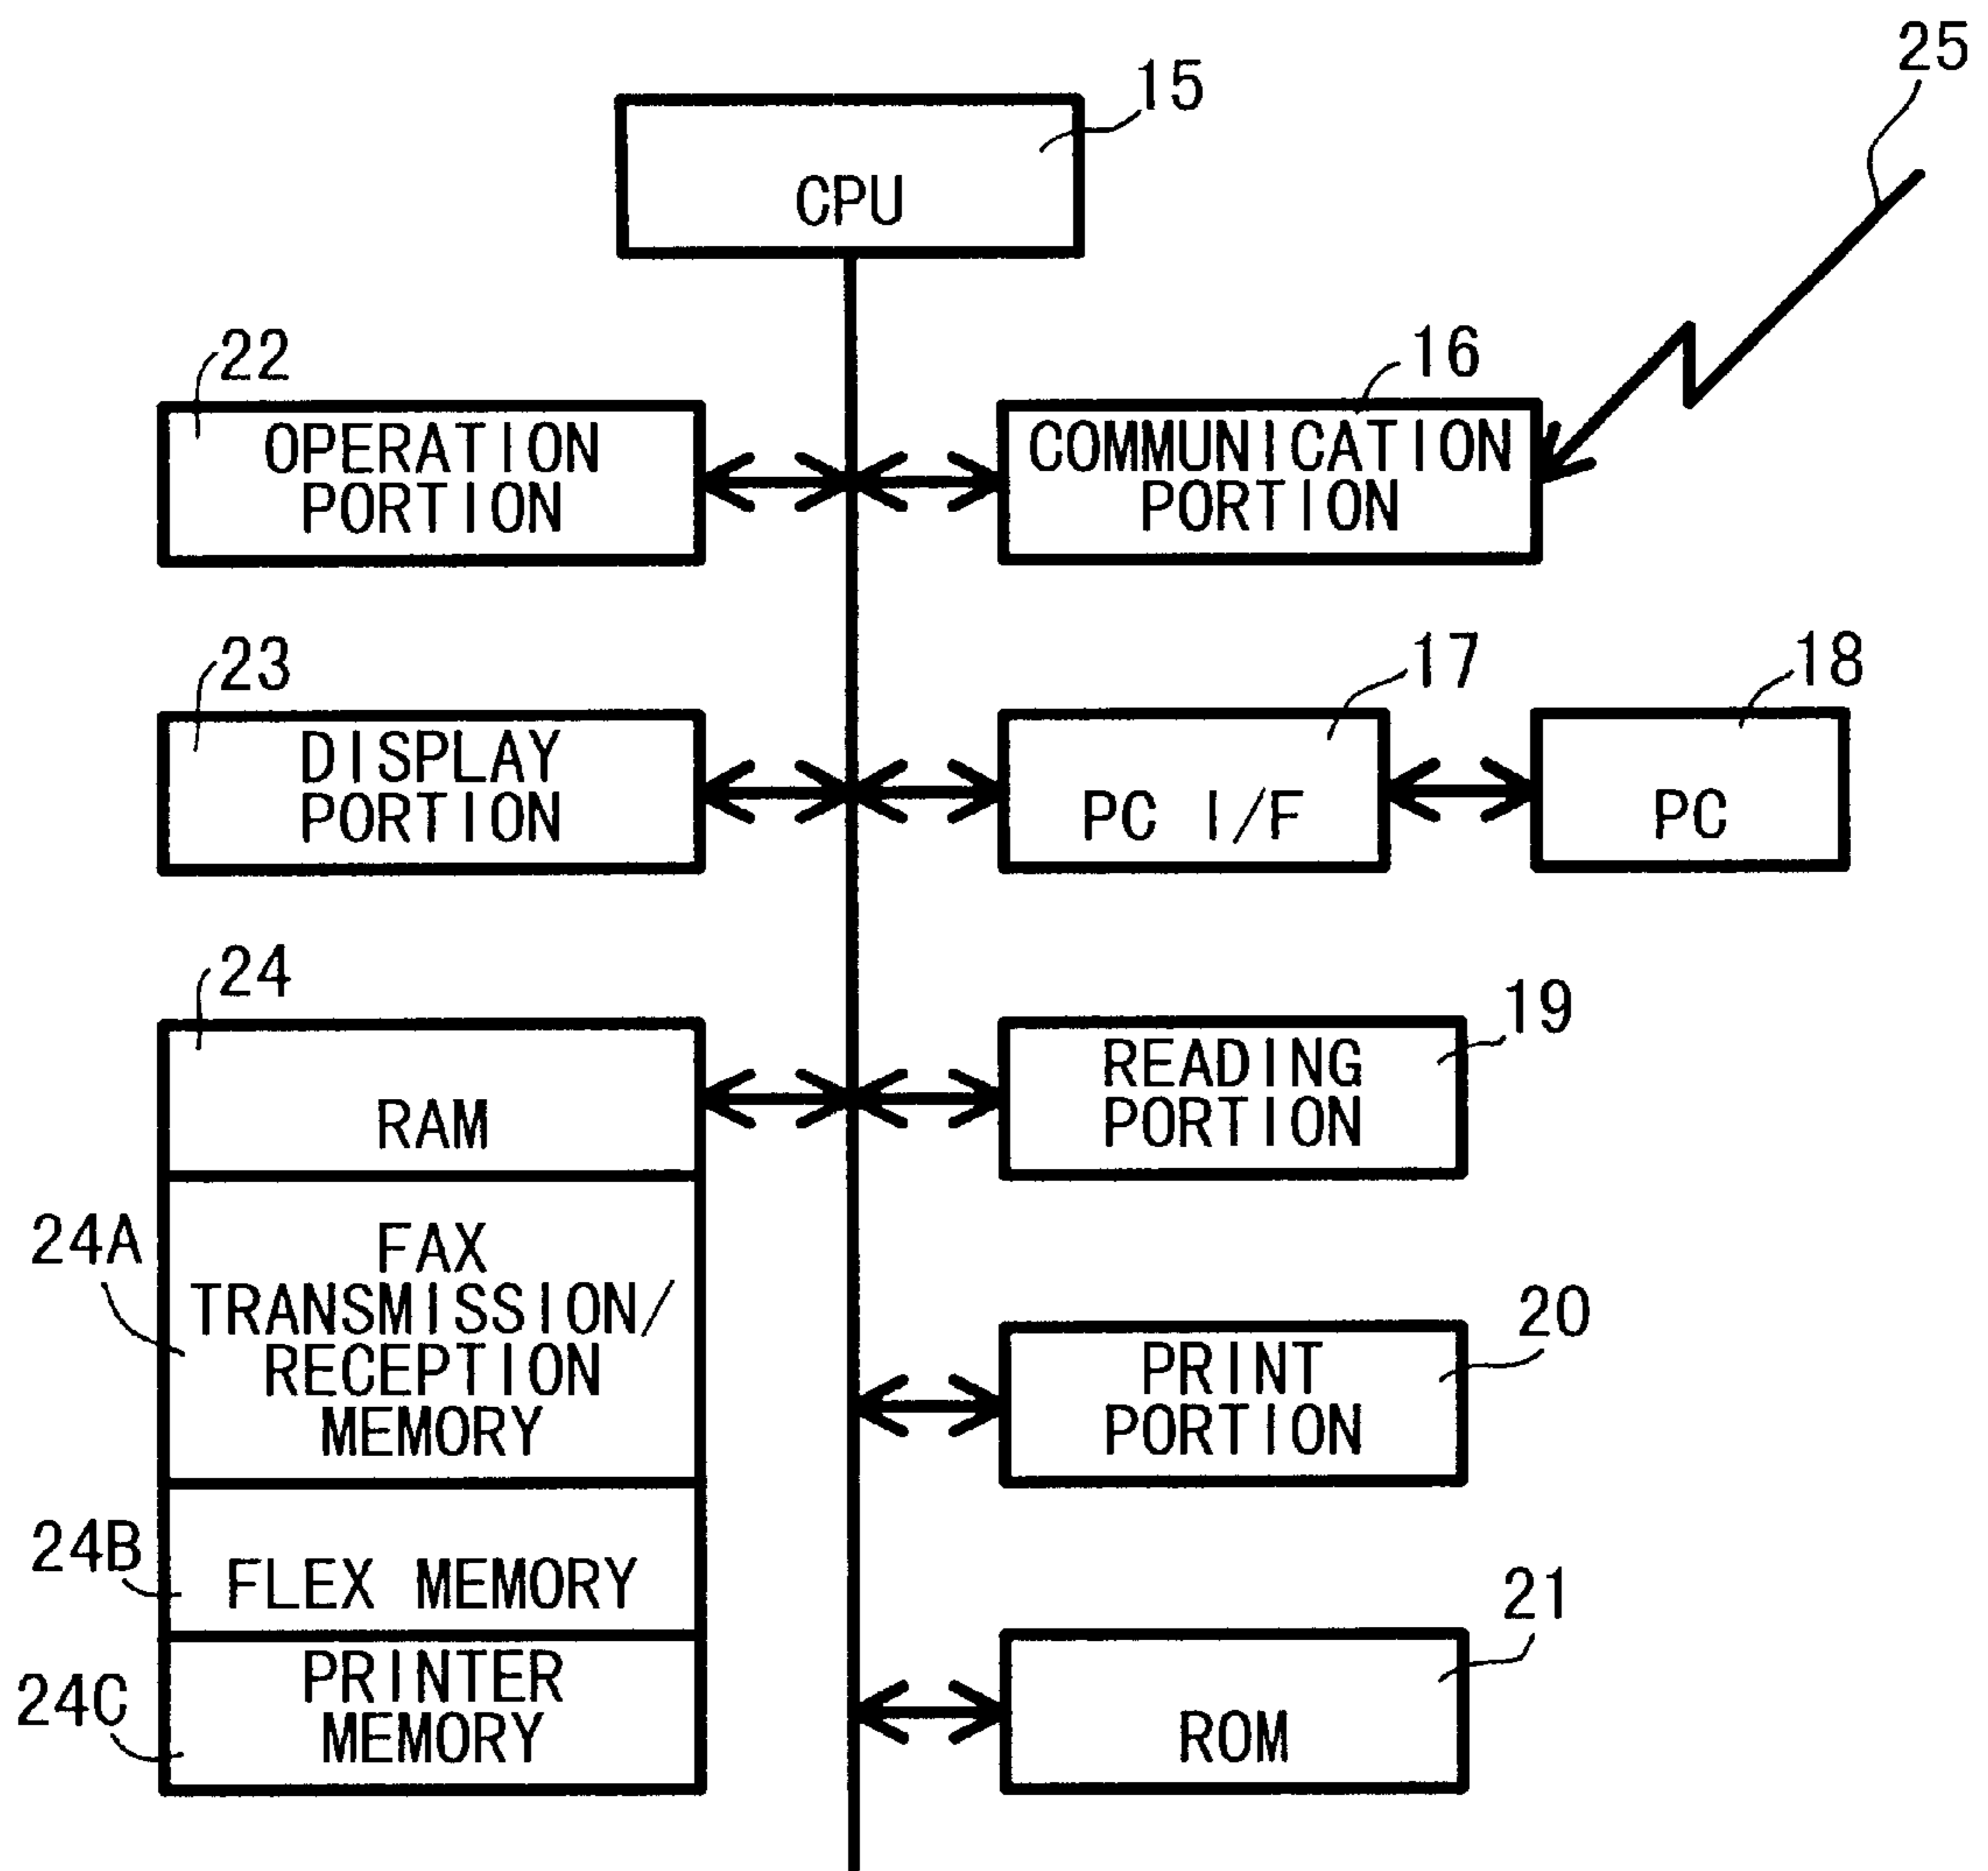 25
15
CPU
22
16
OPERATION
PORTION
COMMUNICATION
PORTION
23
17
18
DISPLAY
PORTION
PC I/F
PC
24
19
RAM
READING
PORTION
24A
FAX
TRANSMISSION/
RECEPTION
MEMORY
20
PRINT
PORTION
24B
FLEX MEMORY
21
24C
PRINTER
MEMORY
ROM